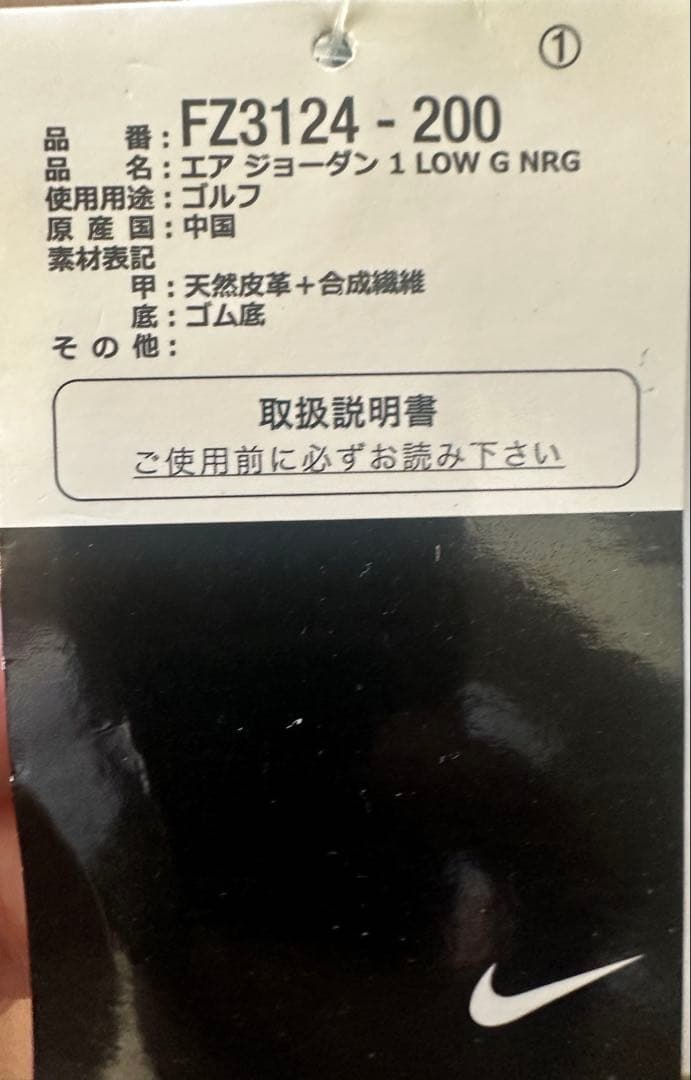 ①
品 番：FZ3124 - 200
品 名：エア ジョーダン 1 LOW G NRG
使用用途：ゴルフ
原 産 国：中国
素材表記
甲：天然皮革＋合成繊維
底：ゴム底
そ の 他：
取扱説明書
ご使用前に必ずお読み下さい